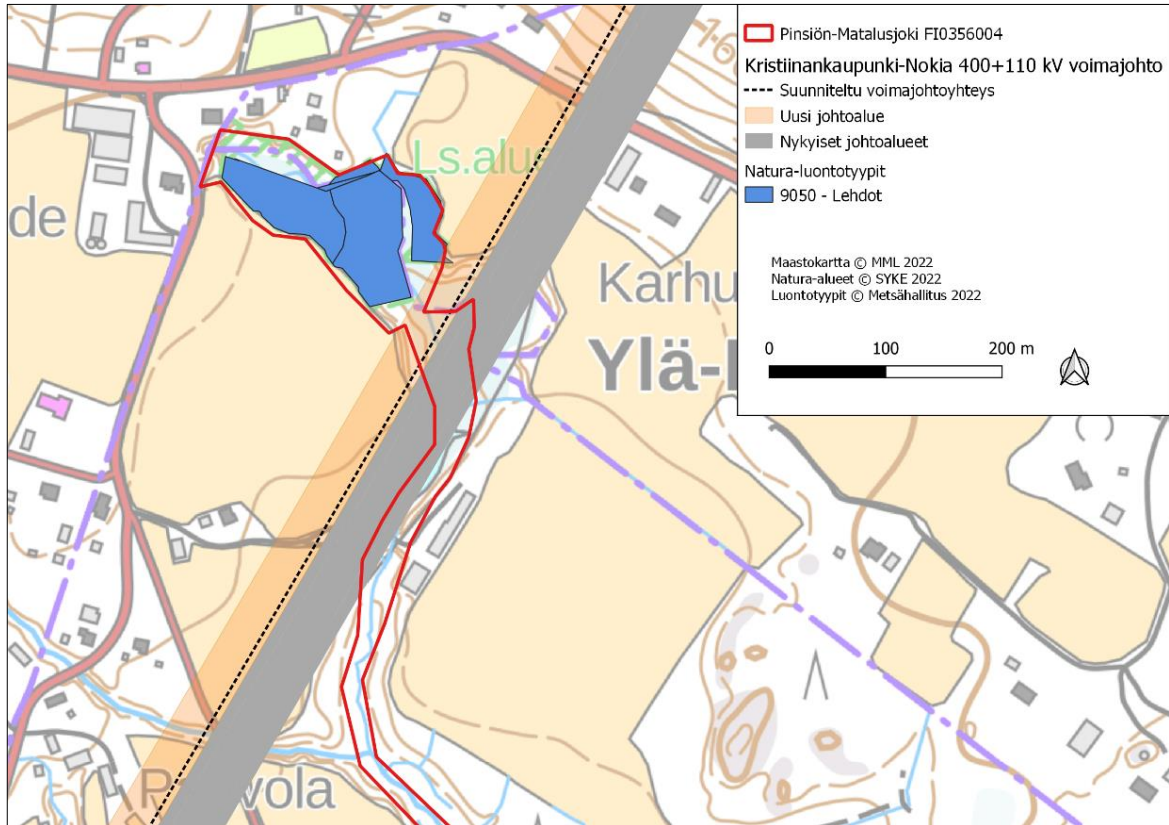 Pinsiön-Matalusjoki FI0356004
Kristiinankaupunki-Nokia 400+110 kV voimajohto
Suunniteltu voimajohtoyhteys
Uusi johtoalue
Nykyiset johtoalueet
Natura-luontotyypit
9050 - Lehdot
Maastokartta © MML 2022
Natura-alueet © SYKE 2022
Luontotyypit © Metsähallitus 2022
0 100 200 m
Ls.alu
de
Karhu
Ylä-
vola